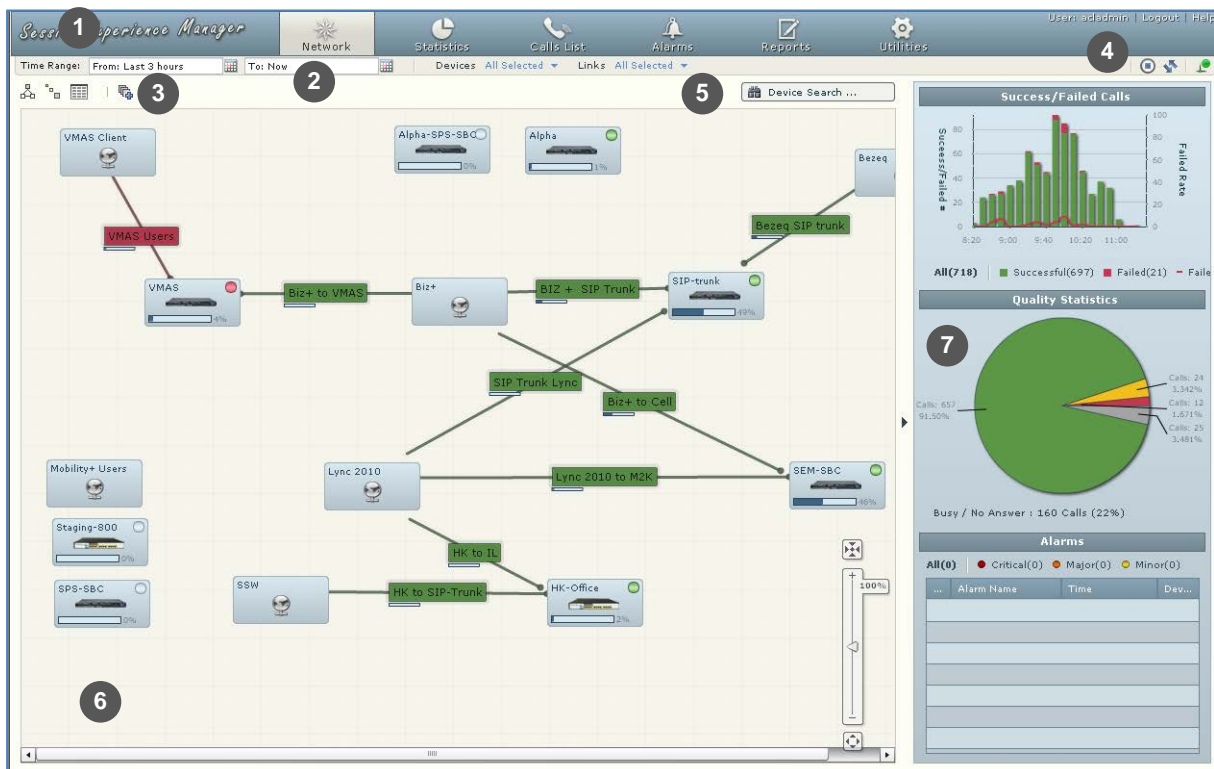 User: acladmin | Logout | Help
1
Session Experience Manager
Network
Statistics
Calls List
Alarms
Reports
Utilities
Time Range: From: Last 3 hours To: Now Devices All Selected Links All Selected
2
4
3
5
Device Search ...
VMAS Client
Alpha-SPS-SBC
0%
Alpha
1%
Bezeq
VMAS Users
Bezeq SIP trunk
VMAS
4%
Biz+ to VMAS
Biz+
BIZ + SIP Trunk
SIP-trunk
49%
SIP Trunk Lync
Biz+ to Cell
Mobility+ Users
Lync 2010
Lync 2010 to M2K
SEM-SBC
46%
Staging-800
0%
HK to IL
SPS-SBC
0%
SSW
HK to SIP-Trunk
HK-Office
2%
100%
6
Success/Failed Calls
Success/Failed #
80
60
40
20
0
100
80
60
40
20
0
Failed Rate
8:20 9:00 9:40 10:20 11:00
All(718) Successful(697) Failed(21) Faile
Quality Statistics
7
Calls: 657
91.50%
Calls: 24
3.342%
Calls: 12
1.671%
Calls: 25
3.481%
Busy / No Answer : 160 Calls (22%)
Alarms
All(0) Critical(0) Major(0) Minor(0)
... Alarm Name Time Dev...